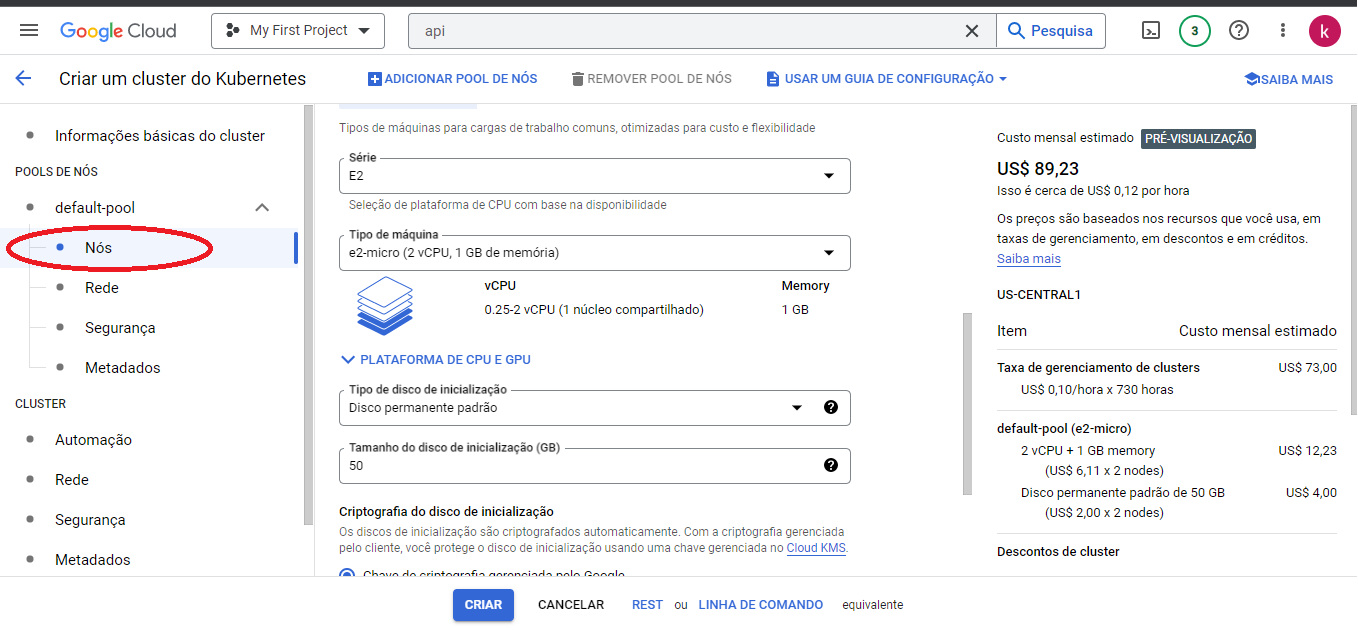 Google Cloud
My First Project
api
Pesquisa
3
k
Criar um cluster do Kubernetes
ADICIONAR POOL DE NÓS
REMOVER POOL DE NÓS
USAR UM GUIA DE CONFIGURAÇÃO
SAIBA MAIS
Informações básicas do cluster
POOLS DE NÓS
default-pool
Nós
Rede
Segurança
Metadados
CLUSTER
Automação
Rede
Segurança
Metadados
Tipos de máquinas para cargas de trabalho comuns, otimizadas para custo e flexibilidade
Série
E2
Seleção de plataforma de CPU com base na disponibilidade
Tipo de máquina
e2-micro (2 vCPU, 1 GB de memória)
vCPU Memory
0.25-2 vCPU (1 núcleo compartilhado) 1 GB
PLATAFORMA DE CPU E GPU
Tipo de disco de inicialização
Disco permanente padrão
Tamanho do disco de inicialização (GB)
50
Criptografia do disco de inicialização
Os discos de inicialização são criptografados automaticamente. Com a criptografia gerenciada
pelo cliente, você protege o disco de inicialização usando uma chave gerenciada no Cloud KMS.
Chave de criptografia gerenciada pelo Google
Custo mensal estimado PRÉ-VISUALIZAÇÃO
US$ 89,23
Isso é cerca de US$ 0,12 por hora
Os preços são baseados nos recursos que você usa, em
taxas de gerenciamento, em descontos e em créditos.
Saiba mais
US-CENTRAL1
Item Custo mensal estimado
Taxa de gerenciamento de clusters US$ 73,00
US$ 0,10/hora x 730 horas
default-pool (e2-micro)
2 vCPU + 1 GB memory US$ 12,23
(US$ 6,11 x 2 nodes)
Disco permanente padrão de 50 GB US$ 4,00
(US$ 2,00 x 2 nodes)
Descontos de cluster
CRIAR CANCELAR REST ou LINHA DE COMANDO equivalente